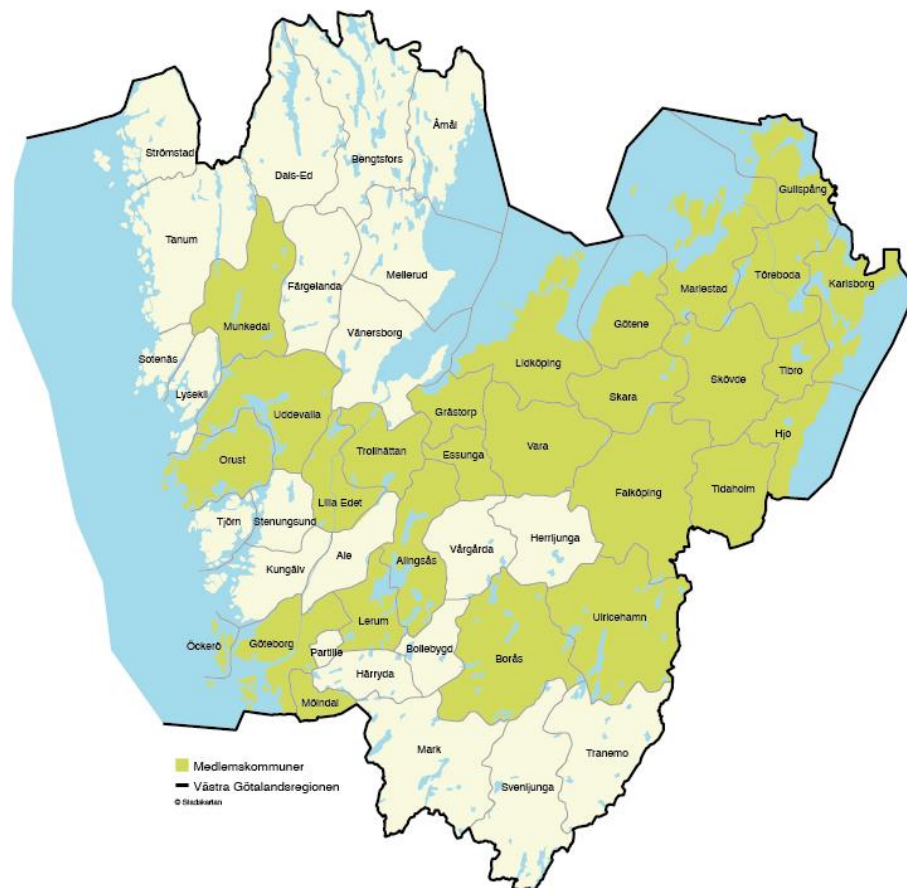 Åmål
Strömstad
Bengtsfors
Dals-Ed
Gullspång
Tanum
Mellerud
Töreboda
Karlsborg
Färgelanda
Mariestad
Munkedal
Götene
Vänersborg
Sotenäs
Lidköping
Tibro
Skövde
Lysekil
Skara
Grästorp
Uddevalla
Hjo
Trollhättan
Vara
Essunga
Orust
Falköping
Tidaholm
Lilla Edet
Tjörn
Stenungsund
Vårgårda
Herrljunga
Ale
Alingsås
Kungälv
Ulricehamn
Lerum
Öckerö
Göteborg
Bollebygd
Partille
Borås
Härryda
Mölndal
Mark
Tranemo
Medlemskommuner
Västra Götalandsregionen
Svenljunga
© Stadskartan